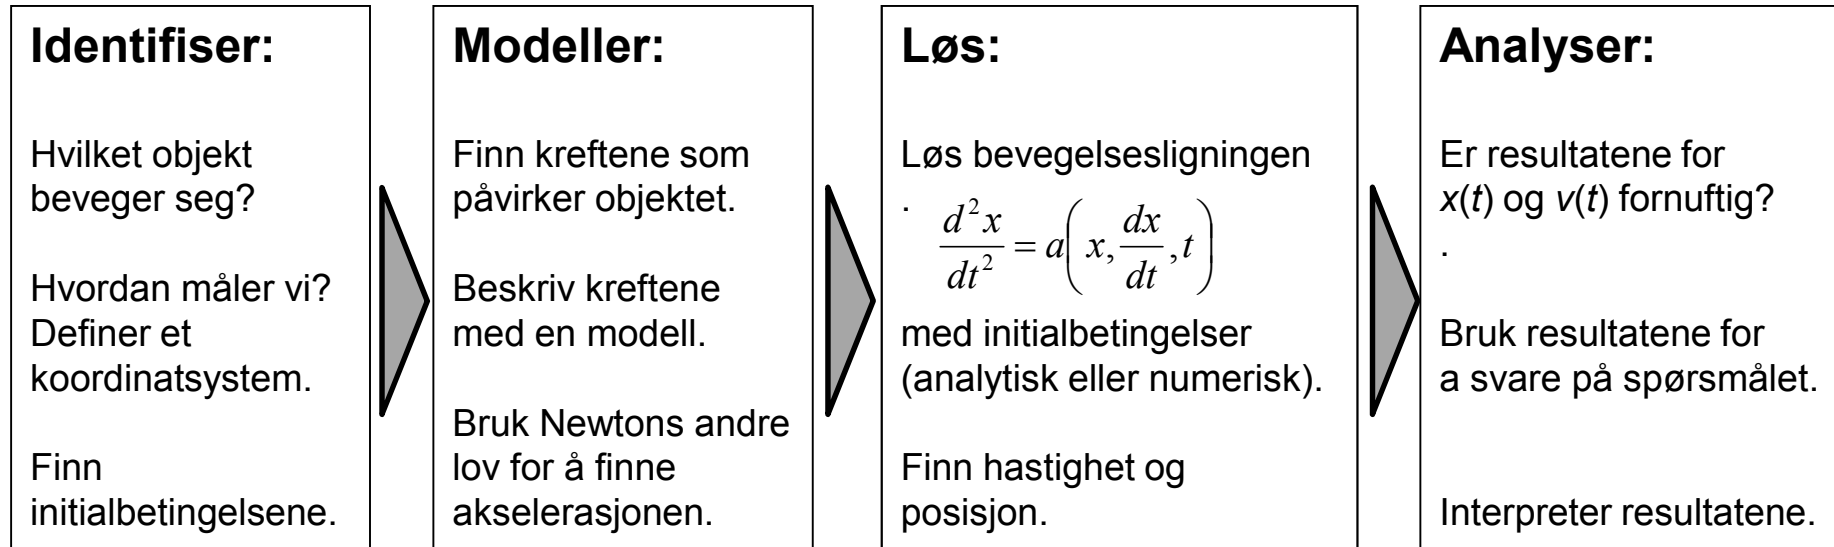 Identifiser:
Hvilket objekt
beveger seg?
Hvordan måler vi?
Definer et
koordinatsystem.
Finn
initialbetingelsene.
Modeller:
Finn kreftene som
påvirker objektet.
Beskriv kreftene
med en modell.
Bruk Newtons andre
lov for å finne
akselerasjonen.
Løs:
Løs bevegelsesligningen
.
d²x/dt² = a(x, dx/dt, t)
med initialbetingelser
(analytisk eller numerisk).
Finn hastighet og
posisjon.
Analyser:
Er resultatene for
x(t) og v(t) fornuftig?
.
Bruk resultatene for
a svare på spørsmålet.
Interpreter resultatene.